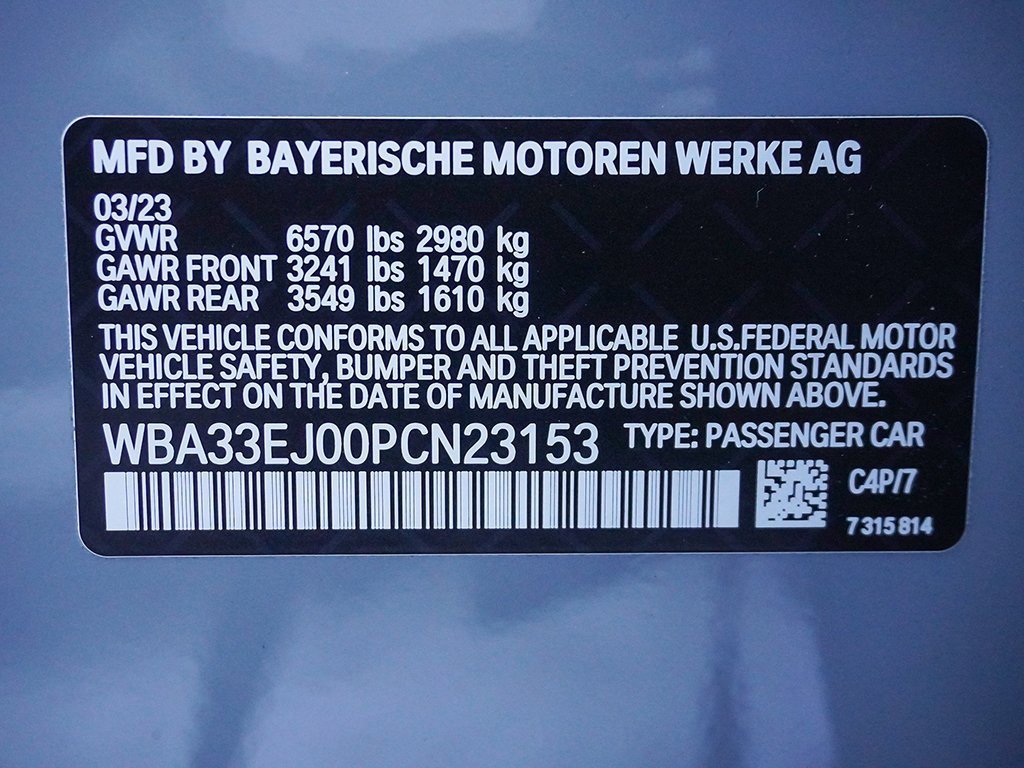 MFD BY BAYERISCHE MOTOREN WERKE AG
03/23
GVWR 6570 lbs 2980 kg
GAWR FRONT 3241 lbs 1470 kg
GAWR REAR 3549 lbs 1610 kg
THIS VEHICLE CONFORMS TO ALL APPLICABLE U.S.FEDERAL MOTOR
VEHICLE SAFETY, BUMPER AND THEFT PREVENTION STANDARDS
IN EFFECT ON THE DATE OF MANUFACTURE SHOWN ABOVE.
WBA33EJ00PCN23153 TYPE: PASSENGER CAR
C4P/7
7 315 814